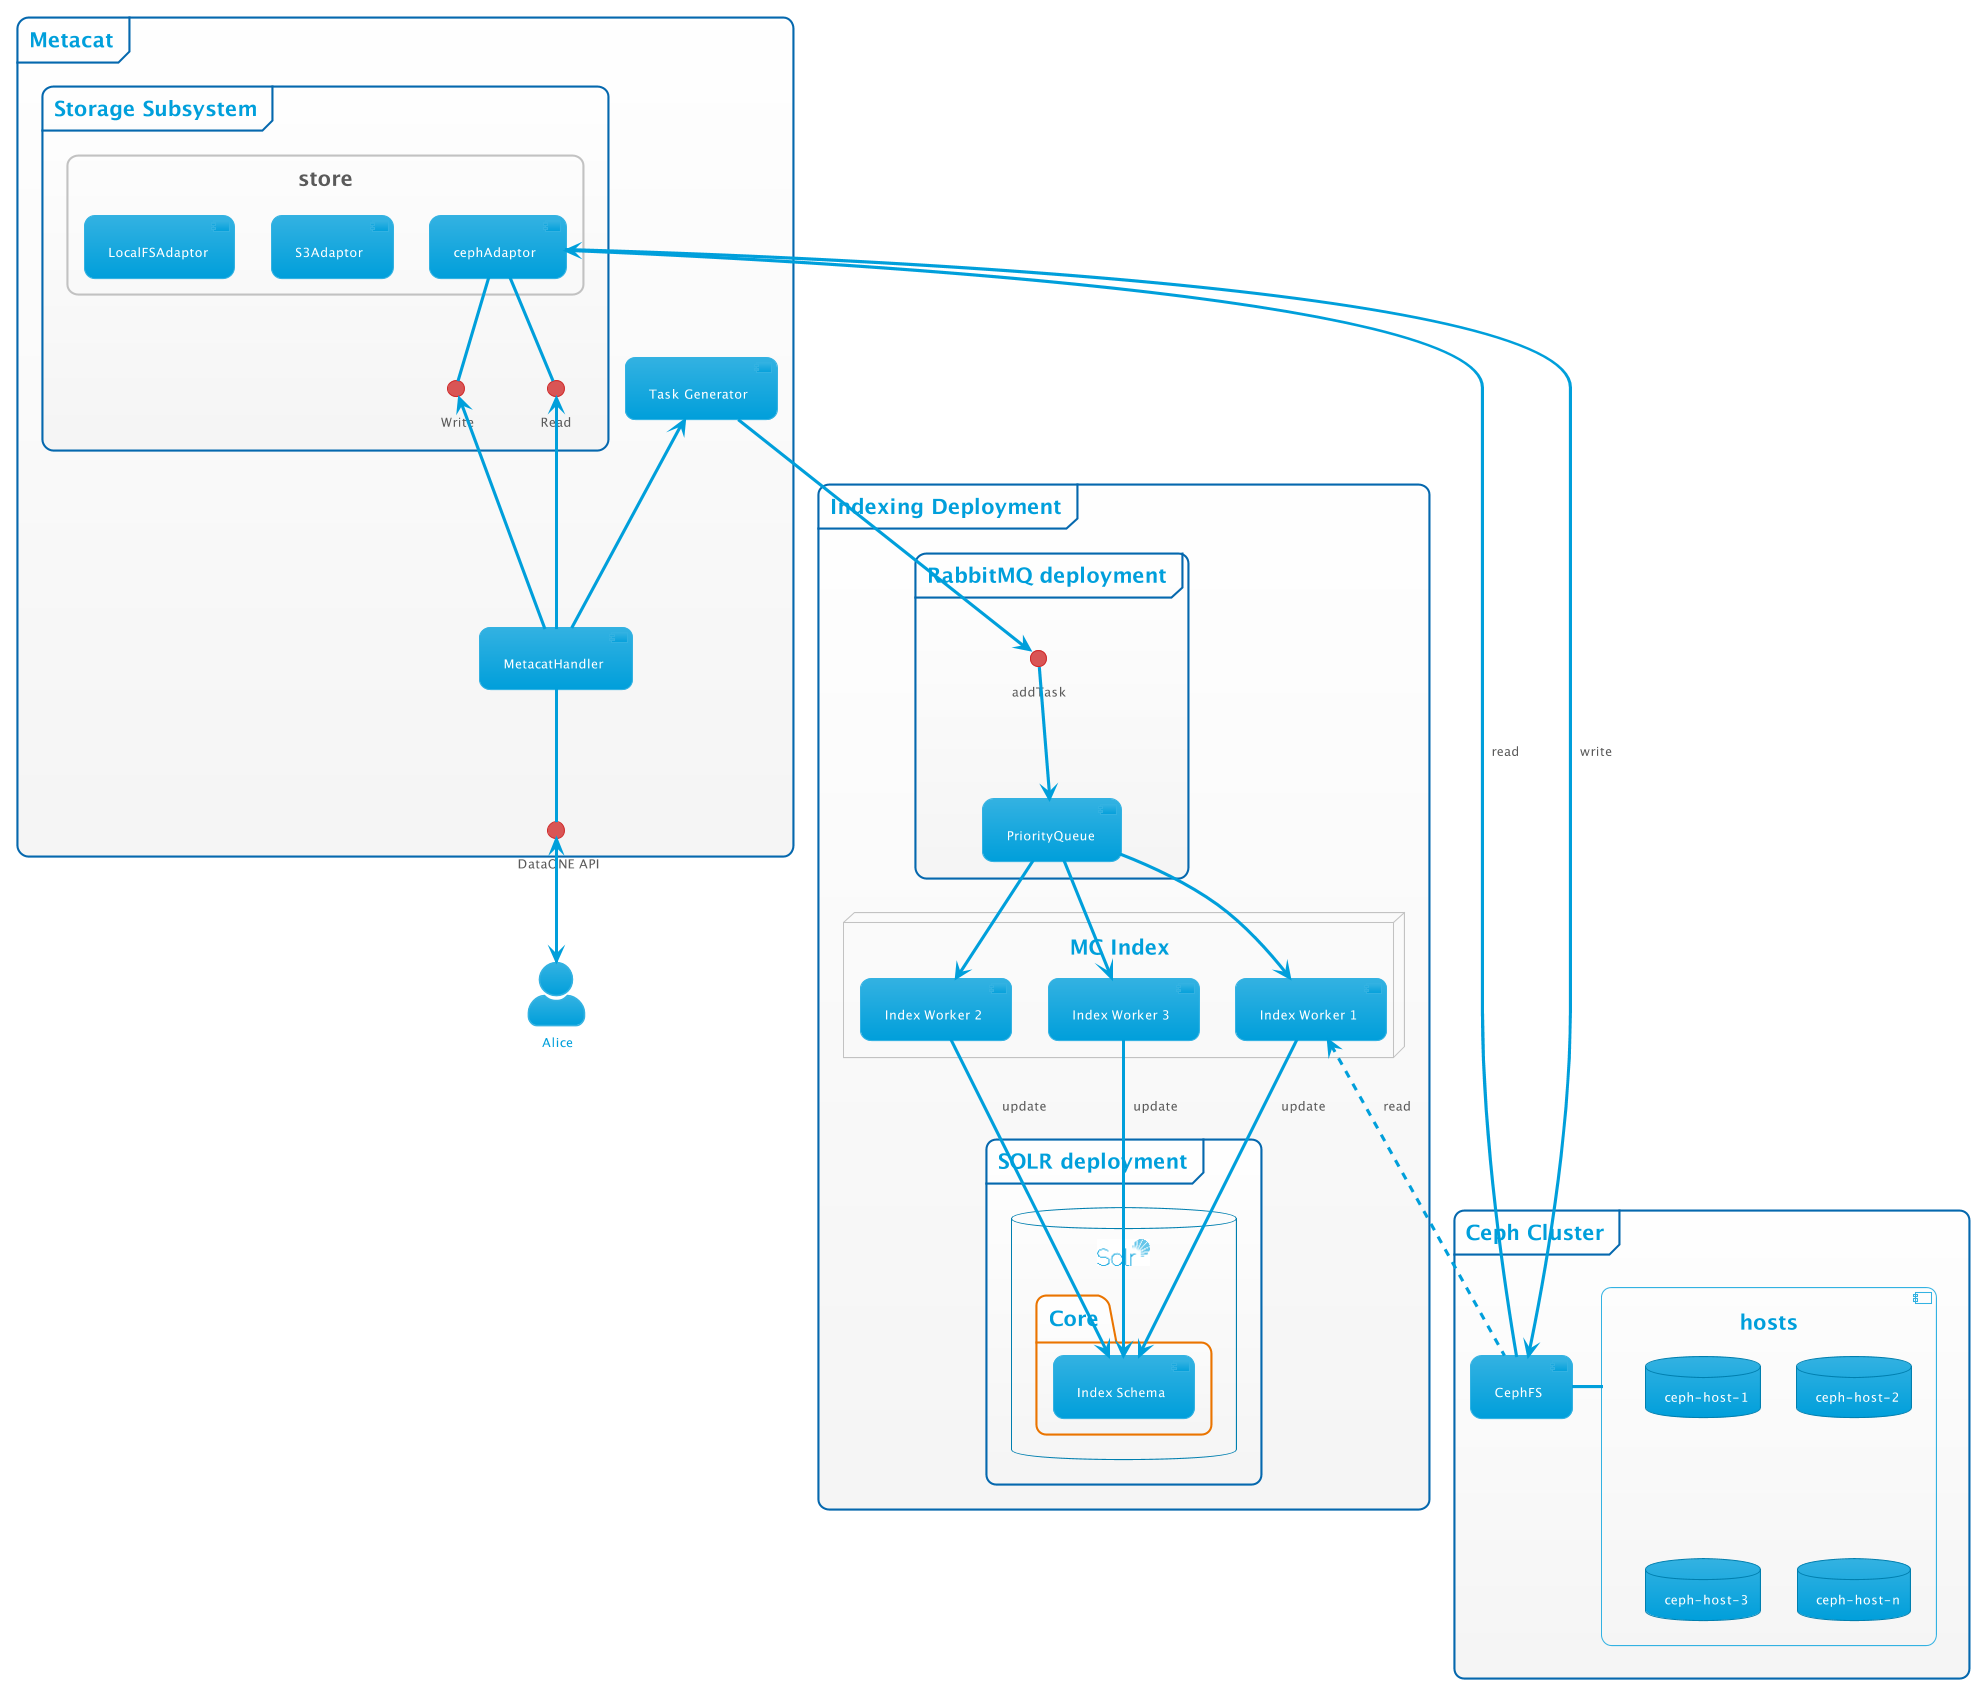 Metacat
Storage Subsystem
store
LocalFSAdaptor
S3Adaptor
cephAdaptor
Write
Read
Task Generator
MetacatHandler
DataONE API
Alice
Indexing Deployment
RabbitMQ deployment
addTask
PriorityQueue
MC Index
Index Worker 2
Index Worker 3
Index Worker 1
update
update
update
read
SOLR deployment
Solr
Core
Index Schema
read
write
Ceph Cluster
CephFS
hosts
ceph-host-1
ceph-host-2
ceph-host-3
ceph-host-n